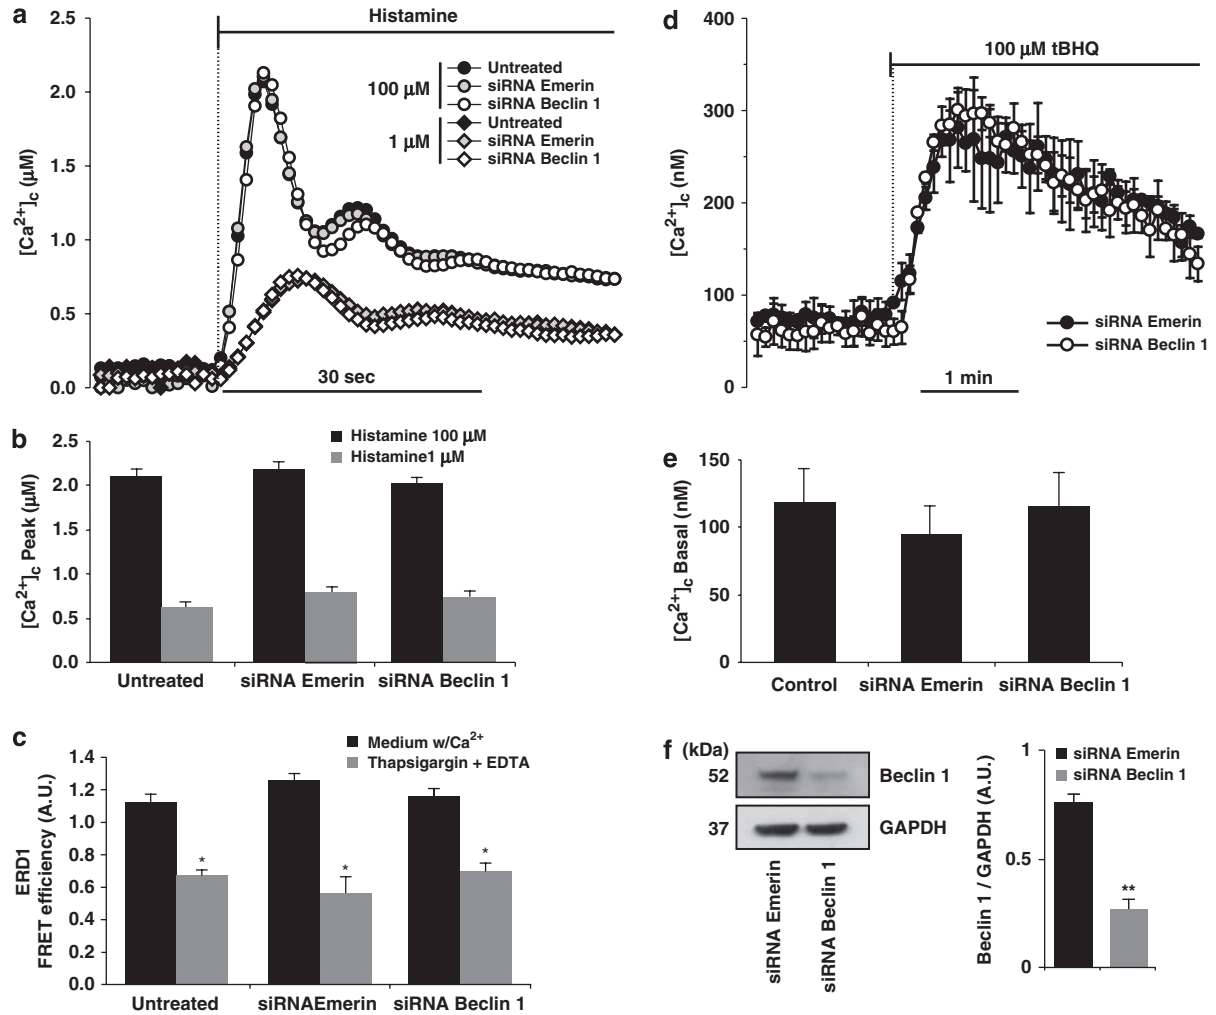 a
Histamine
2.5
2.0
1.5
1.0
0.5
0.0
[Ca2+]c (µM)
100 µM
Untreated
siRNA Emerin
siRNA Beclin 1
1 µM
Untreated
siRNA Emerin
siRNA Beclin 1
30 sec
b
2.5
2.0
1.5
1.0
0.5
0.0
[Ca2+]c Peak (µM)
Histamine 100 µM
Histamine1 µM
Untreated
siRNA Emerin
siRNA Beclin 1
c
1.4
1.2
1.0
0.8
0.6
0.4
0.2
0.0
ERD1
FRET efficiency (A.U.)
Medium w/Ca2+
Thapsigargin + EDTA
*
*
*
Untreated
siRNAEmerin
siRNA Beclin 1
d
400
300
200
100
0
[Ca2+]c (nM)
100 µM tBHQ
siRNA Emerin
siRNA Beclin 1
1 min
e
150
100
50
0
[Ca2+]c Basal (nM)
Control
siRNA Emerin
siRNA Beclin 1
f
(kDa)
52
Beclin 1
37
GAPDH
siRNA Emerin
siRNA Beclin 1
1
0.5
0
Beclin 1 / GAPDH (A.U.)
siRNA Emerin
siRNA Beclin 1
**